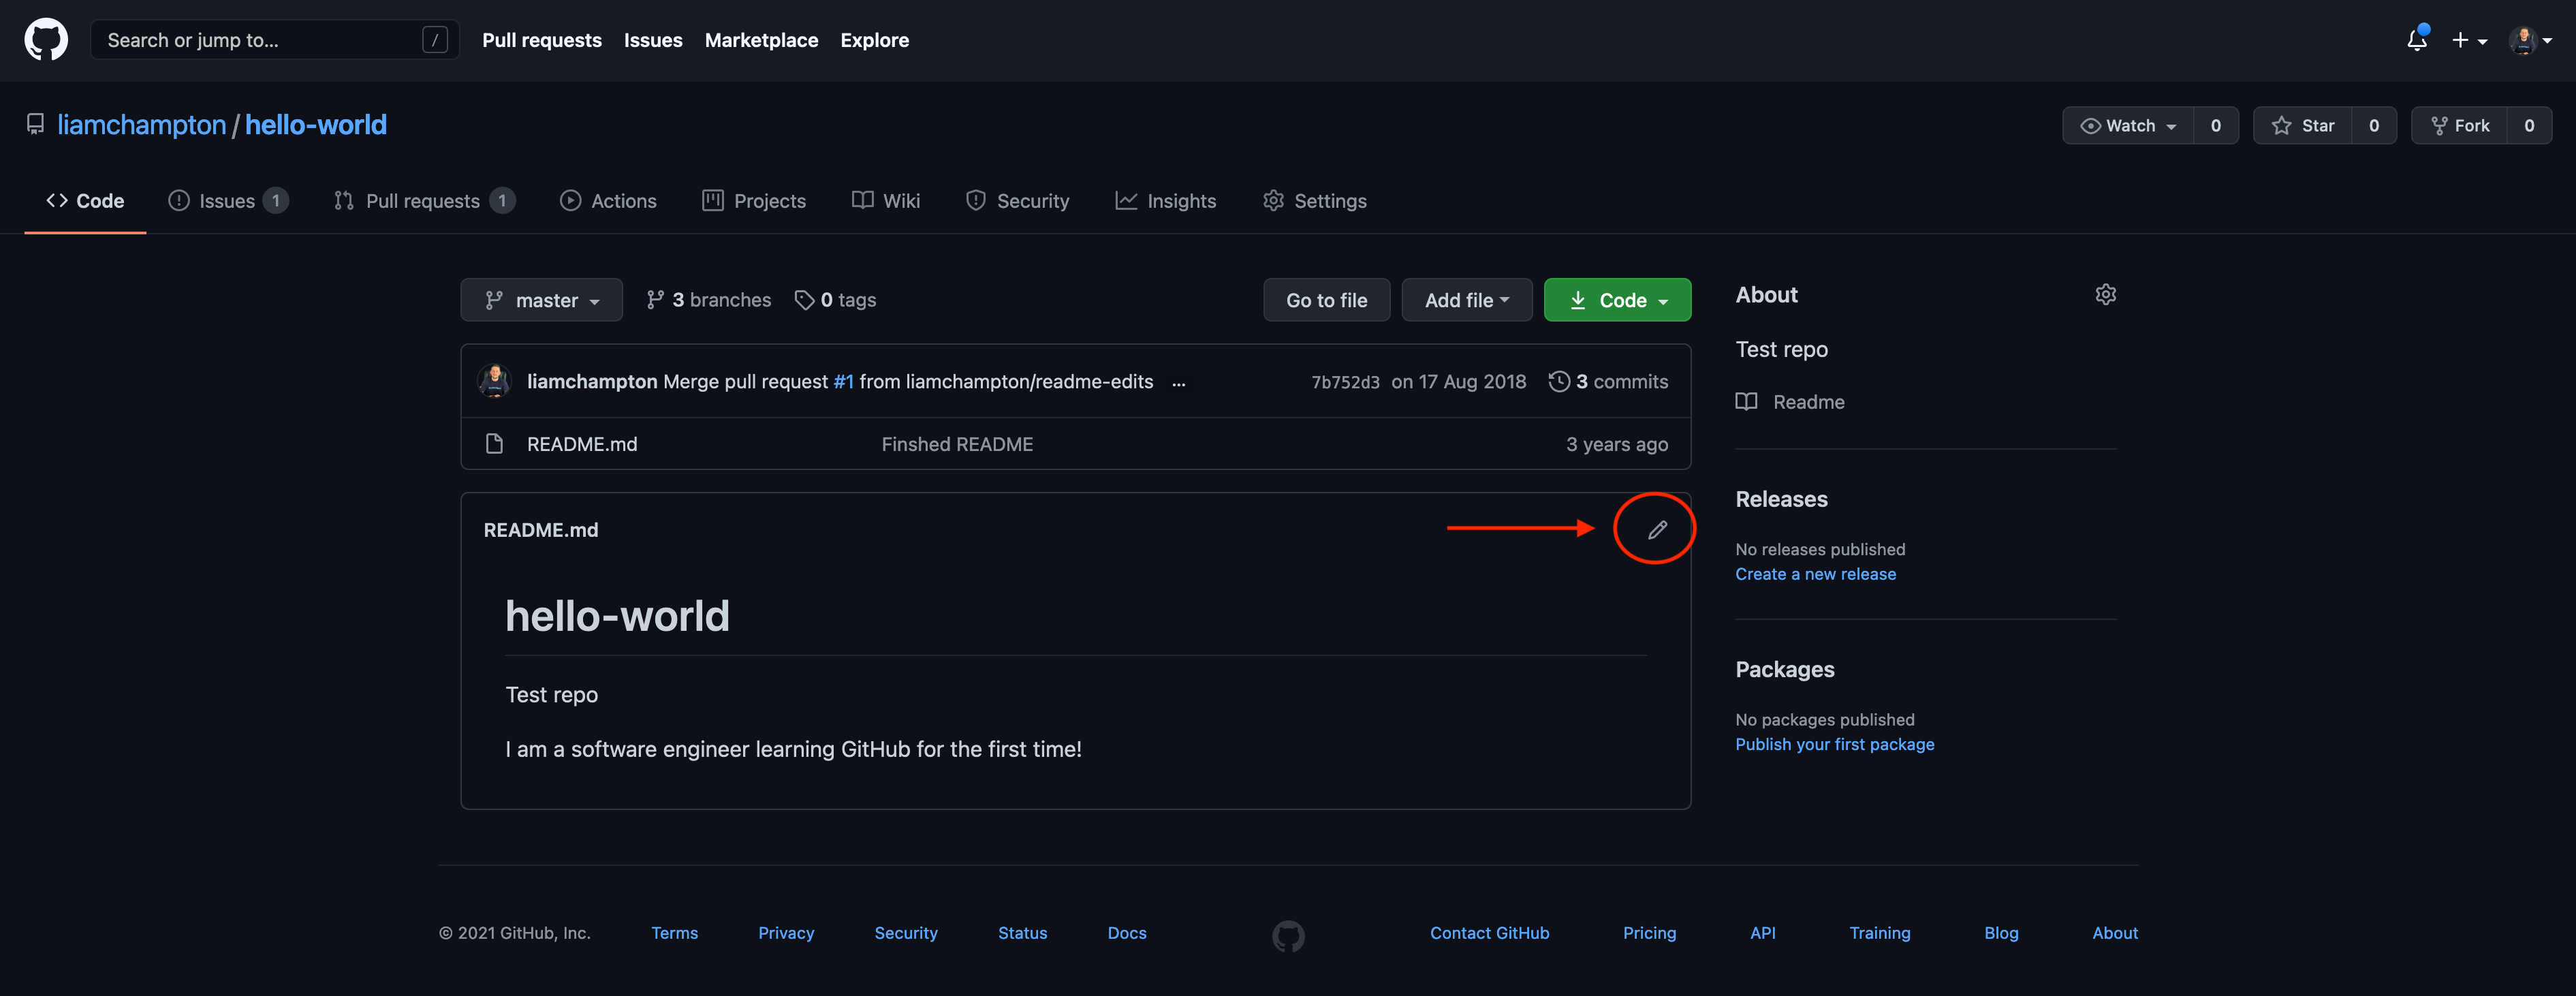 Search or jump to... /
Pull requests Issues Marketplace Explore
liamchampton / hello-world
Watch 0 Star 0 Fork 0
Code Issues 1 Pull requests 1 Actions Projects Wiki Security Insights Settings
master 3 branches 0 tags Go to file Add file Code
liamchampton Merge pull request #1 from liamchampton/readme-edits ... 7b752d3 on 17 Aug 2018 3 commits
README.md Finshed README 3 years ago
README.md
hello-world
Test repo
I am a software engineer learning GitHub for the first time!
About
Test repo
Readme
Releases
No releases published
Create a new release
Packages
No packages published
Publish your first package
© 2021 GitHub, Inc. Terms Privacy Security Status Docs Contact GitHub Pricing API Training Blog About